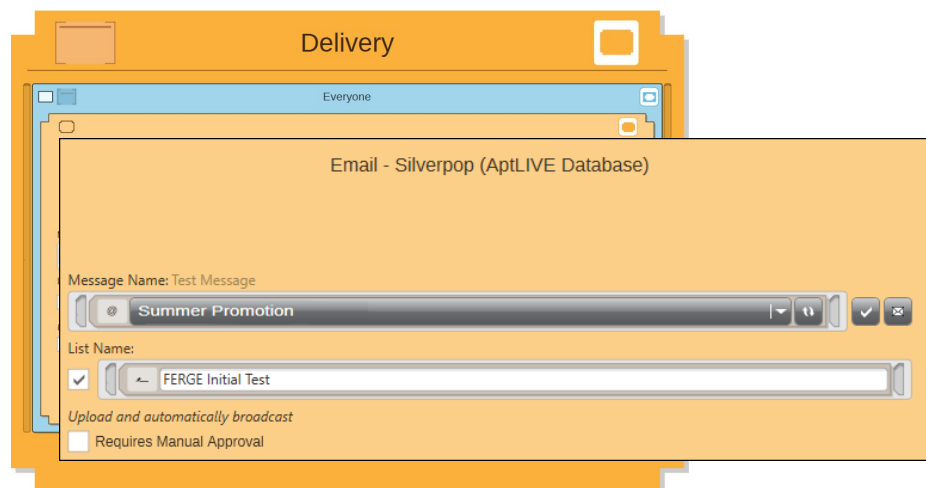 Delivery
Everyone
Email - Silverpop (AptLIVE Database)
Message Name: Test Message
@ Summer Promotion
List Name:
FERGE Initial Test
Upload and automatically broadcast
Requires Manual Approval